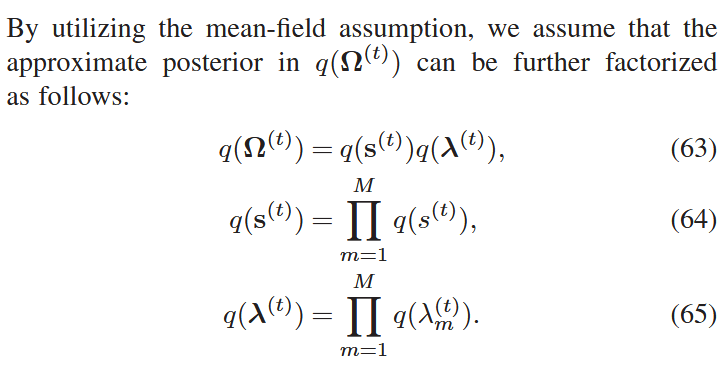 By utilizing the mean-field assumption, we assume that the
approximate posterior in q(Ω^(t)) can be further factorized
as follows:
q(Ω^(t)) = q(s^(t))q(λ^(t)), (63)
q(s^(t)) = ∏_{m=1}^{M} q(s^(t)), (64)
q(λ^(t)) = ∏_{m=1}^{M} q(λ_m^(t)). (65)